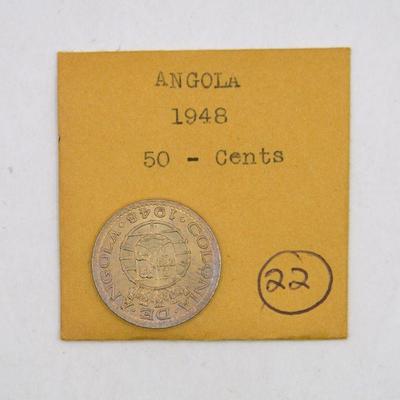 ANGOLA
1948
50 - Cents
COLONIA · DE · ANGOLA · 1948 ·
22